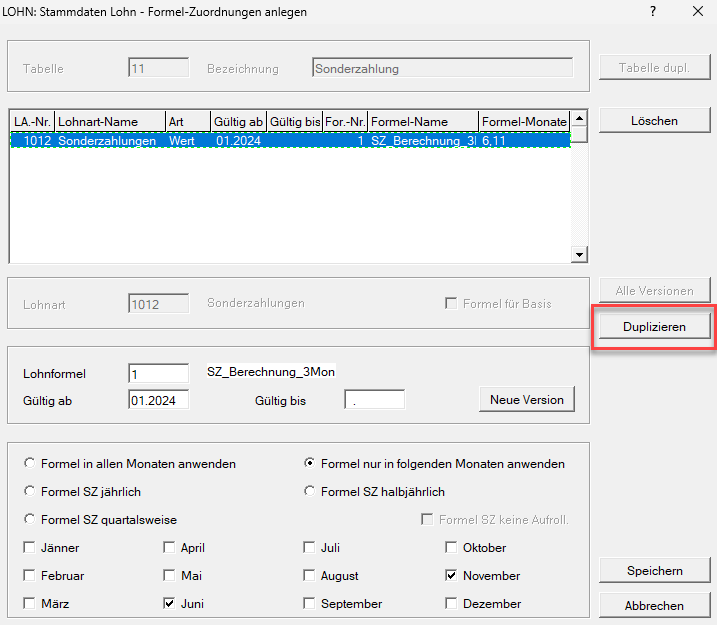 LOHN: Stammdaten Lohn - Formel-Zuordnungen anlegen ? ×
Tabelle 11 Bezeichnung Sonderzahlung Tabelle dupl.
LA.-Nr. Lohnart-Name Art Gültig ab Gültig bis For.-Nr. Formel-Name Formel-Monate Löschen
1012 Sonderzahlungen Wert 01.2024 1 SZ_Berechnung_3 6,11
Alle Versionen
Lohnart 1012 Sonderzahlungen Formel für Basis
Duplizieren
Lohnformel 1 SZ_Berechnung_3Mon
Gültig ab 01.2024 Gültig bis . Neue Version
Formel in allen Monaten anwenden Formel nur in folgenden Monaten anwenden
Formel SZ jährlich Formel SZ halbjährlich
Formel SZ quartalsweise Formel SZ keine Aufroll.
Jänner April Juli Oktober
Februar Mai August November Speichern
März Juni September Dezember Abbrechen